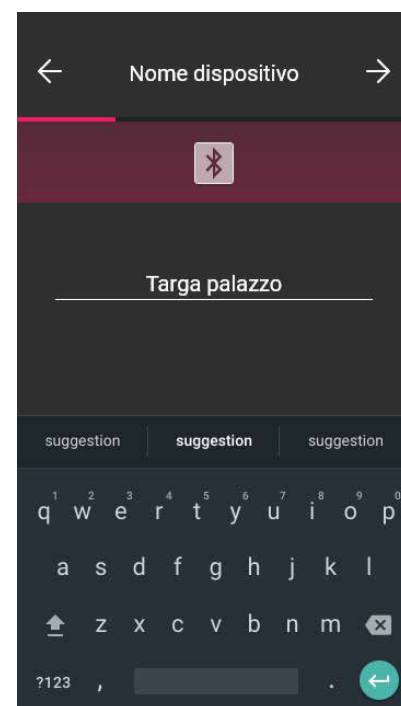 Nome dispositivo
Targa palazzo
suggestion suggestion suggestion
1 2 3 4 5 6 7 8 9 0
q w e r t y u i o p
a s d f g h j k l
z x c v b n m
?123 , .